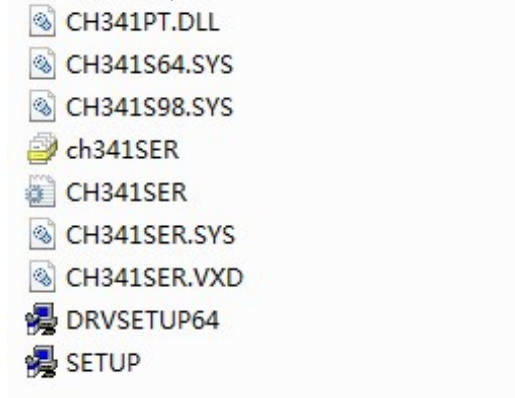 CH341PT.DLL
CH341S64.SYS
CH341S98.SYS
ch341SER
CH341SER
CH341SER.SYS
CH341SER.VXD
DRVSETUP64
SETUP